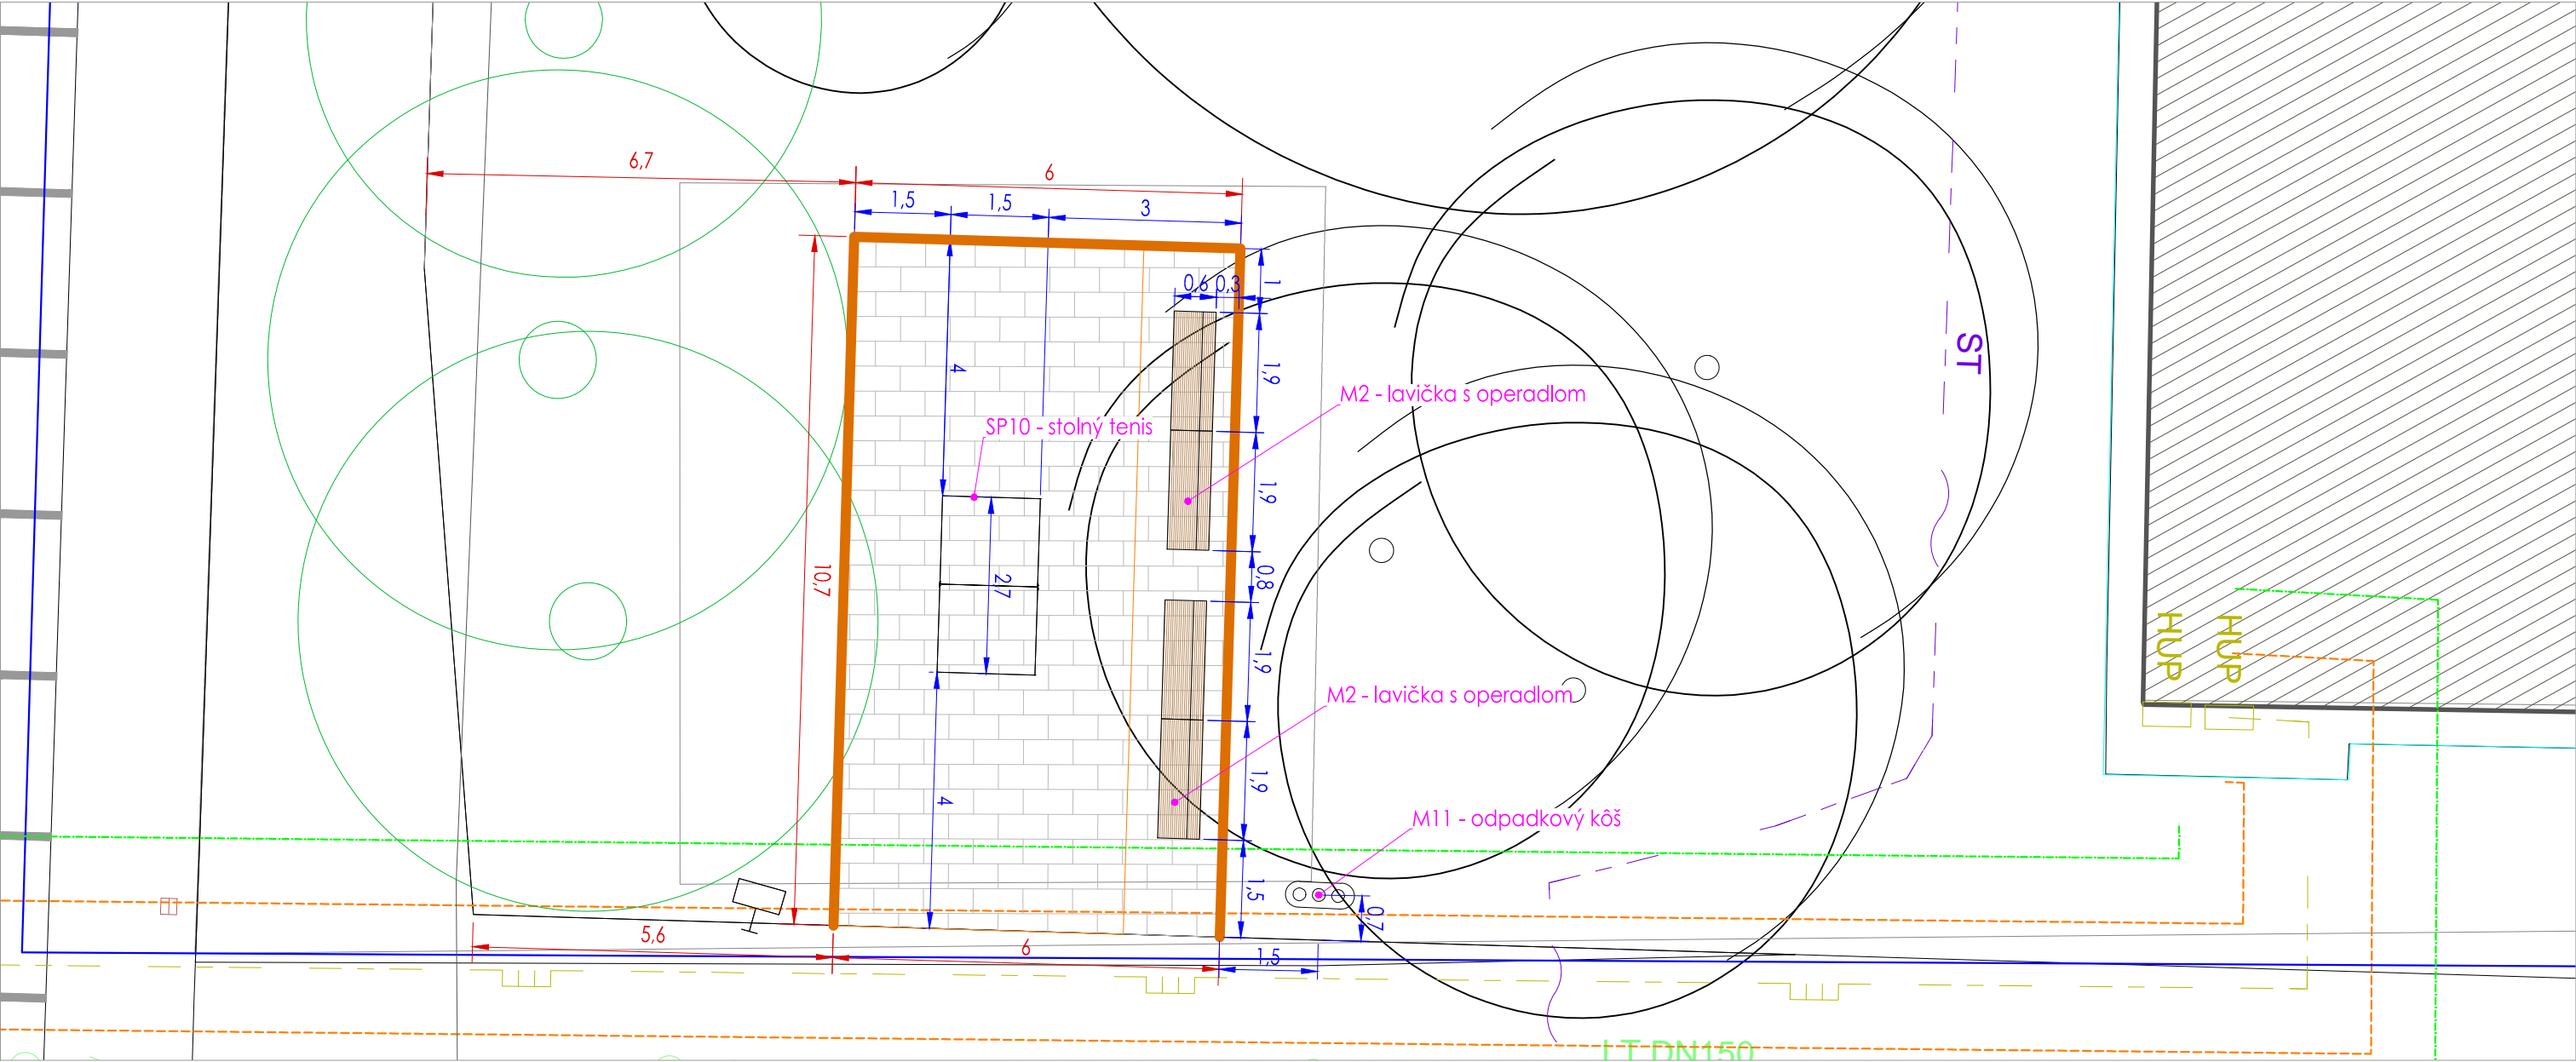 6,7
6
1,5
1,5
3
0,6
0,3
1
4
1,9
ST
M2 - lavička s operadlom
SP10 - stolný tenis
1,9
10,7
2,7
0,8
HUP
HUP
1,9
M2 - lavička s operadlom
1,9
4
M11 - odpadkový kôš
1,5
0,7
5,6
6
1,5
LT DN150